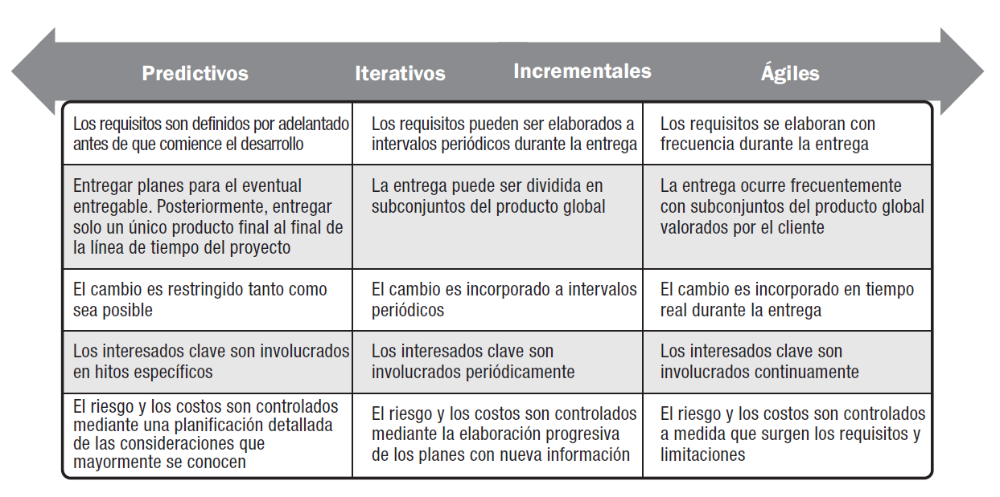 Predictivos
Iterativos
Incrementales
Ágiles
Los requisitos son definidos por adelantado
antes de que comience el desarrollo
Los requisitos pueden ser elaborados a
intervalos periódicos durante la entrega
Los requisitos se elaboran con
frecuencia durante la entrega
Entregar planes para el eventual
entregable. Posteriormente, entregar
solo un único producto final al final de
la línea de tiempo del proyecto
La entrega puede ser dividida en
subconjuntos del producto global
La entrega ocurre frecuentemente
con subconjuntos del producto global
valorados por el cliente
El cambio es restringido tanto como
sea posible
El cambio es incorporado a intervalos
periódicos
El cambio es incorporado en tiempo
real durante la entrega
Los interesados clave son involucrados
en hitos específicos
Los interesados clave son
involucrados periódicamente
Los interesados clave son
involucrados continuamente
El riesgo y los costos son controlados
mediante una planificación detallada
de las consideraciones que
mayormente se conocen
El riesgo y los costos son controlados
mediante la elaboración progresiva
de los planes con nueva información
El riesgo y los costos son controlados
a medida que surgen los requisitos y
limitaciones